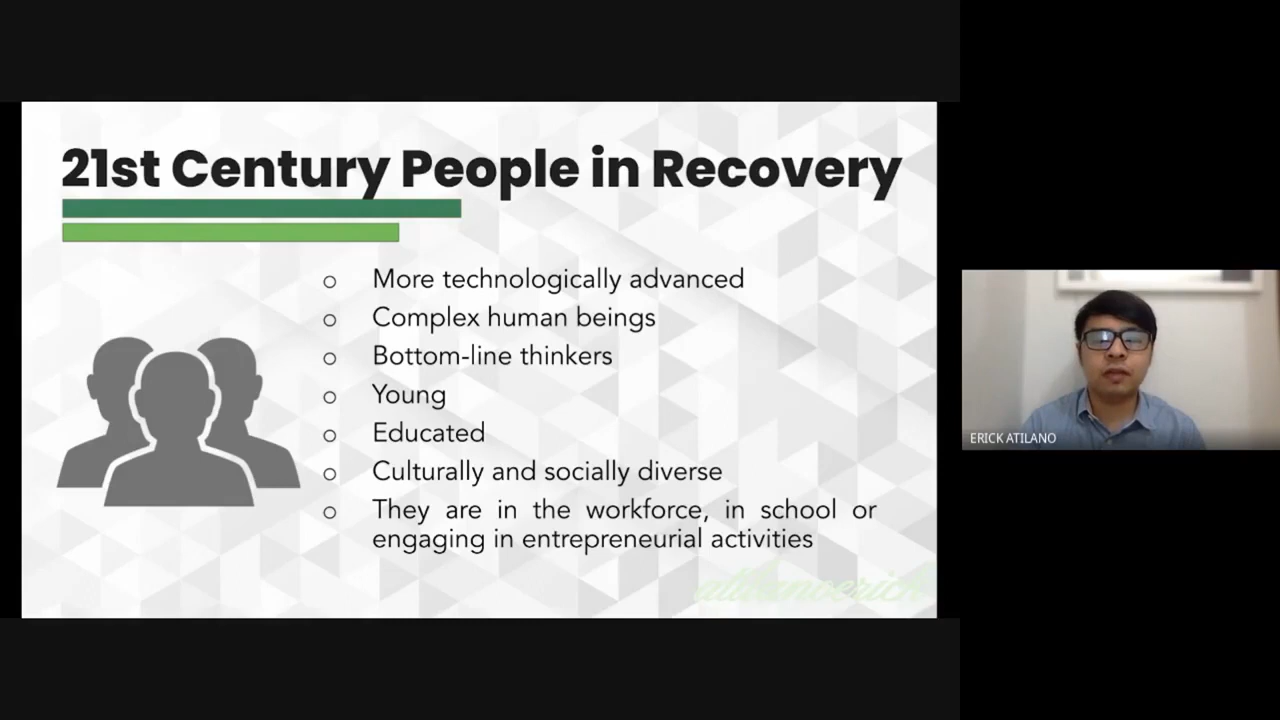 21st Century People in Recovery
o More technologically advanced
o Complex human beings
o Bottom-line thinkers
o Young
o Educated
o Culturally and socially diverse
o They are in the workforce, in school or
engaging in entrepreneurial activities
atilanoerick
ERICK ATILANO